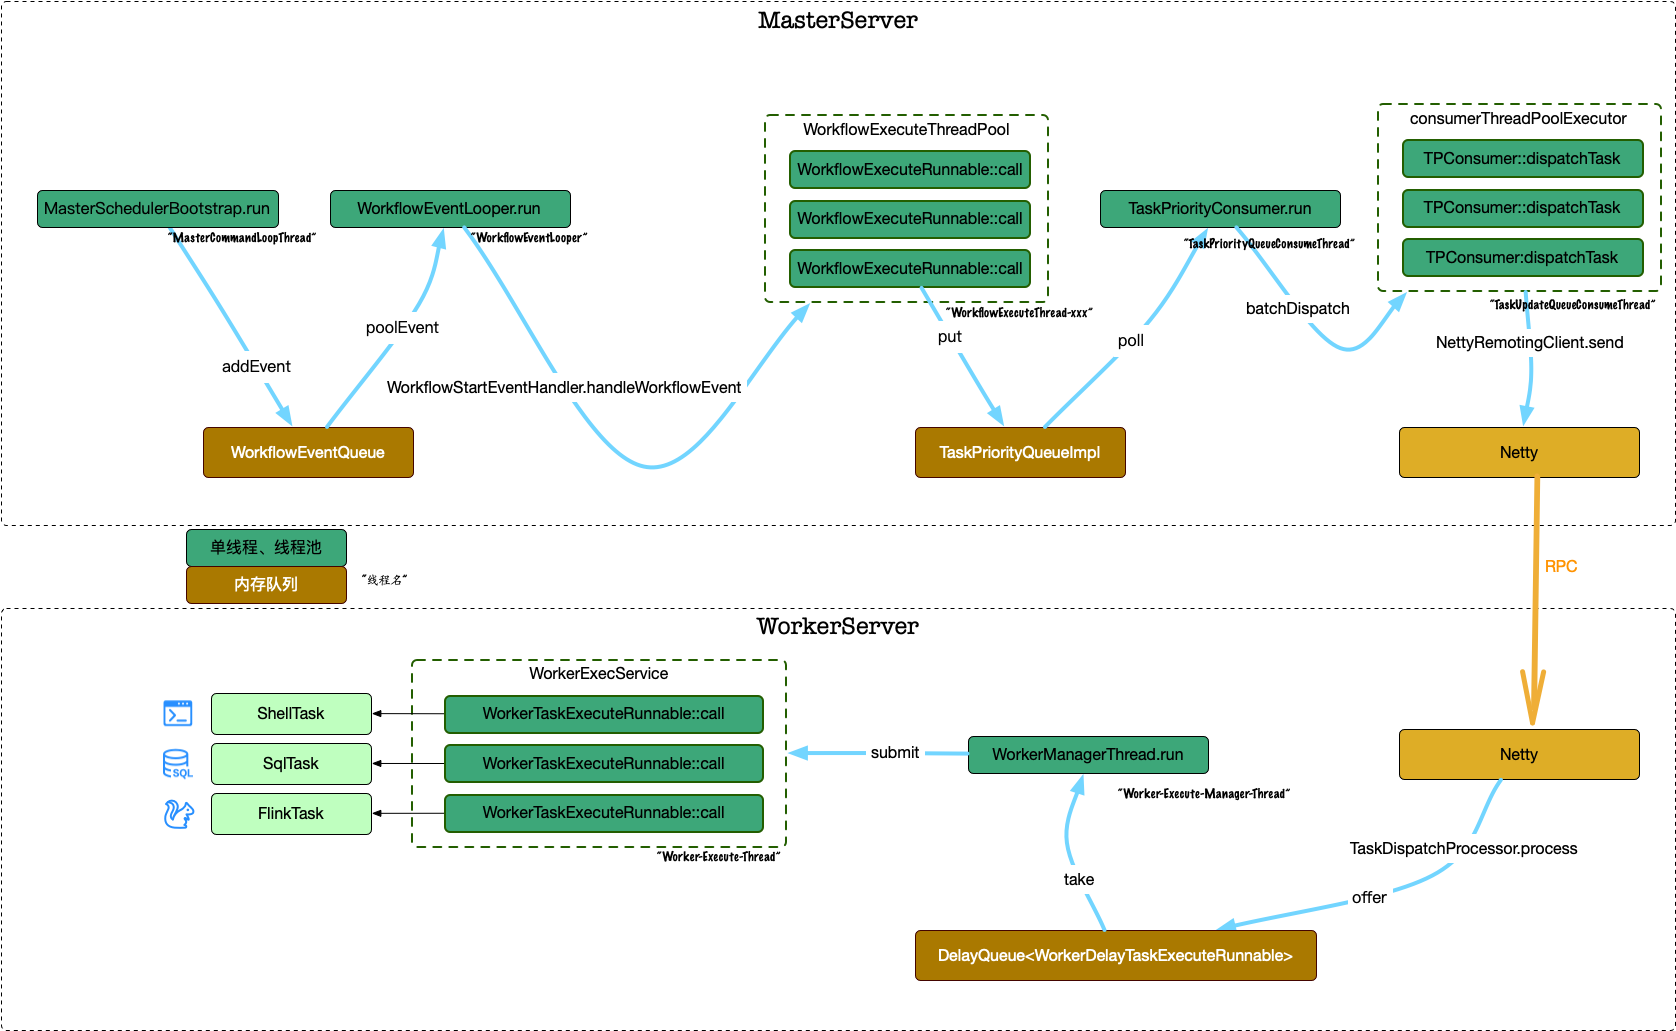 MasterServer
WorkflowExecuteThreadPool
WorkflowExecuteRunnable::call
WorkflowExecuteRunnable::call
WorkflowExecuteRunnable::call
"WorkflowExecuteThread-xxx"
consumerThreadPoolExecutor
TPConsumer::dispatchTask
TPConsumer::dispatchTask
TPConsumer:dispatchTask
"TaskUpdateQueueConsumeThread"
MasterSchedulerBootstrap.run
"MasterCommandLoopThread"
WorkflowEventLooper.run
"WorkflowEventLooper"
TaskPriorityConsumer.run
"TaskPriorityQueueConsumeThread"
addEvent
poolEvent
WorkflowStartEventHandler.handleWorkflowEvent
put
poll
batchDispatch
NettyRemotingClient.send
WorkflowEventQueue
TaskPriorityQueueImpl
Netty
单线程、线程池
内存队列
"线程名"
RPC
WorkerServer
WorkerExecService
ShellTask
WorkerTaskExecuteRunnable::call
SQL
SqlTask
WorkerTaskExecuteRunnable::call
FlinkTask
WorkerTaskExecuteRunnable::call
"Worker-Execute-Thread"
submit
WorkerManagerThread.run
"Worker-Execute-Manager-Thread"
Netty
TaskDispatchProcessor.process
take
offer
DelayQueue<WorkerDelayTaskExecuteRunnable>